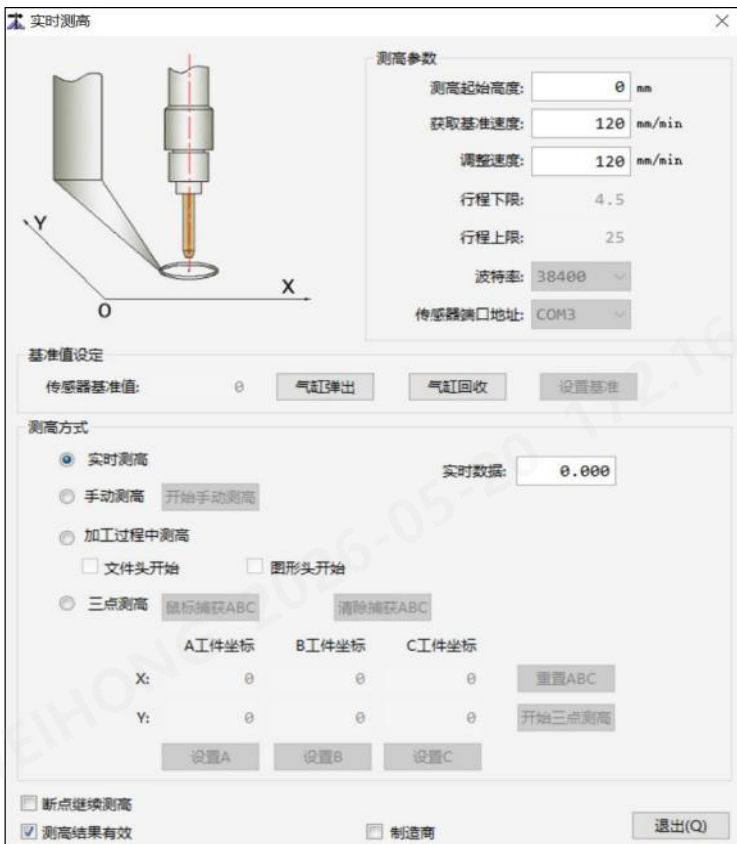 实时测高
测高参数
测高起始高度: 0 mm
获取基准速度: 120 mm/min
调整速度: 120 mm/min
行程下限: 4.5
行程上限: 25
波特率: 38400
传感器端口地址: COM3
Y
X
O
基准值设定
传感器基准值: 0 气缸弹出 气缸回收 设置基准
测高方式
实时测高 实时数据: 0.000
手动测高 开始手动测高
加工过程中测高
文件头开始 图形头开始
三点测高 鼠标捕获ABC 清除捕获ABC
A工件坐标 B工件坐标 C工件坐标
X: 0 0 0 重置ABC
Y: 0 0 0 开始三点测高
设置A 设置B 设置C
断点继续测高
测高结果有效 制造商 退出(Q)
EIHONG 2026-05-20 172.16